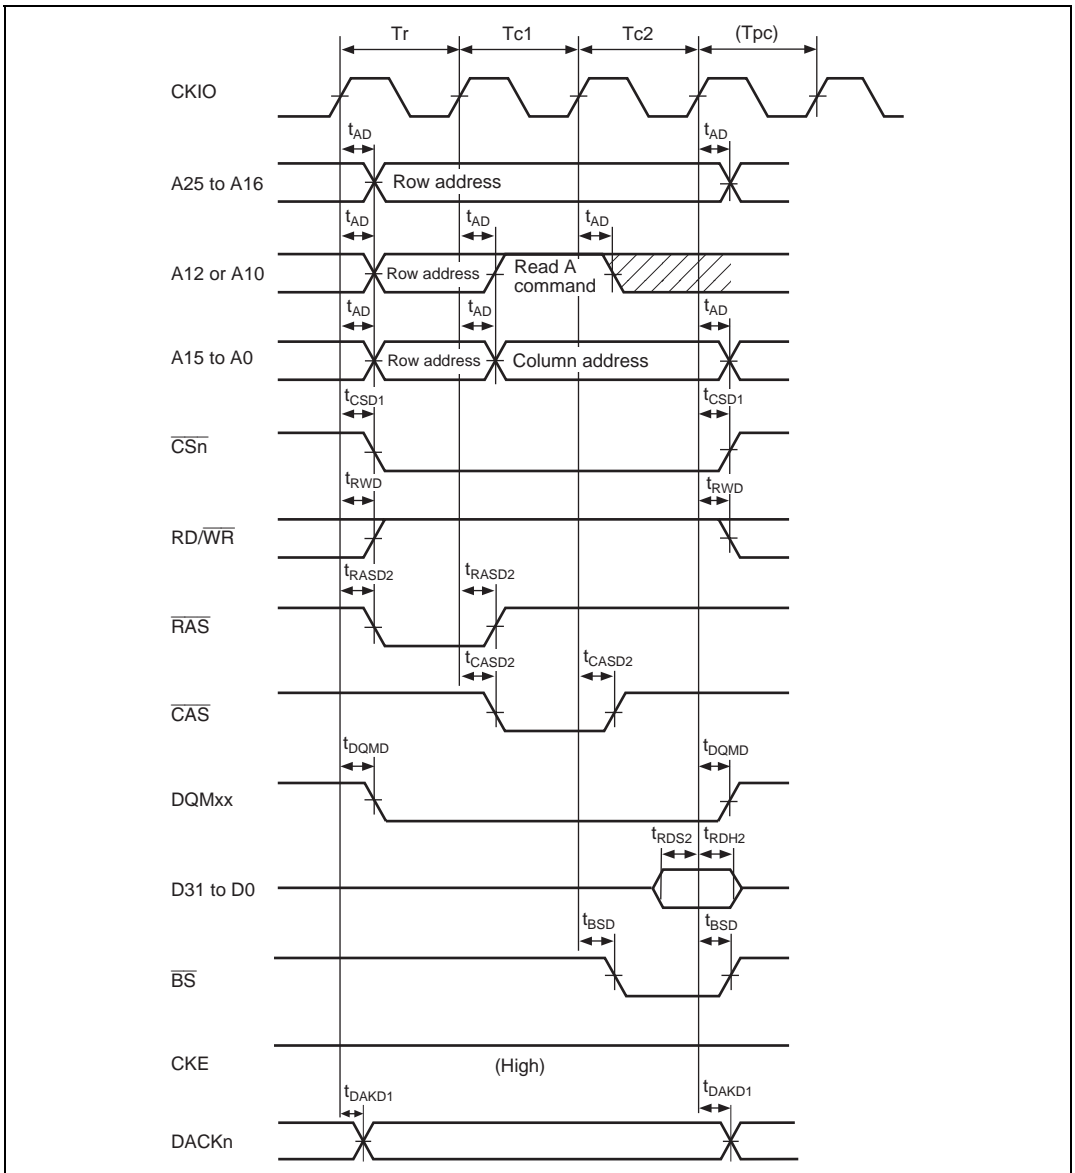 Tr Tc1 Tc2 (Tpc)
CKIO
tAD tAD
A25 to A16 Row address
tAD tAD tAD
A12 or A10 Row address Read A command
tAD tAD tAD
A15 to A0 Row address Column address
tCSD1 tCSD1
CSn
tRWD tRWD
RD/WR
tRASD2 tRASD2
RAS
tCASD2 tCASD2
CAS
tDQMD tDQMD
DQMxx
tRDS2 tRDH2
D31 to D0
tBSD tBSD
BS
CKE (High)
tDAKD1 tDAKD1
DACKn